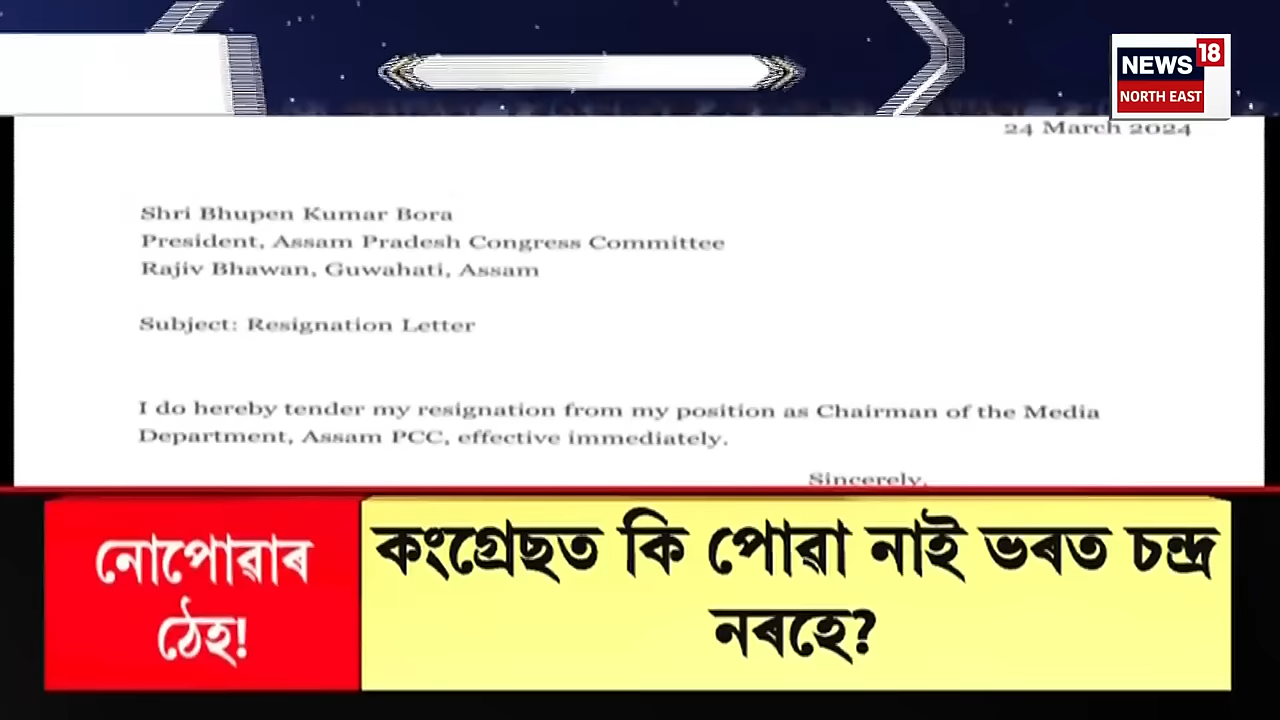 NEWS 18
NORTH EAST
24 March 2024
Shri Bhupen Kumar Bora
President, Assam Pradesh Congress Committee
Rajiv Bhawan, Guwahati, Assam
Subject: Resignation Letter
I do hereby tender my resignation from my position as Chairman of the Media
Department, Assam PCC, effective immediately.
Sincerely,
নোপোৱাৰ
ঠেহ!
কংগ্ৰেছত কি পোৱা নাই ভৰত চন্দ্ৰ
নৰহে?